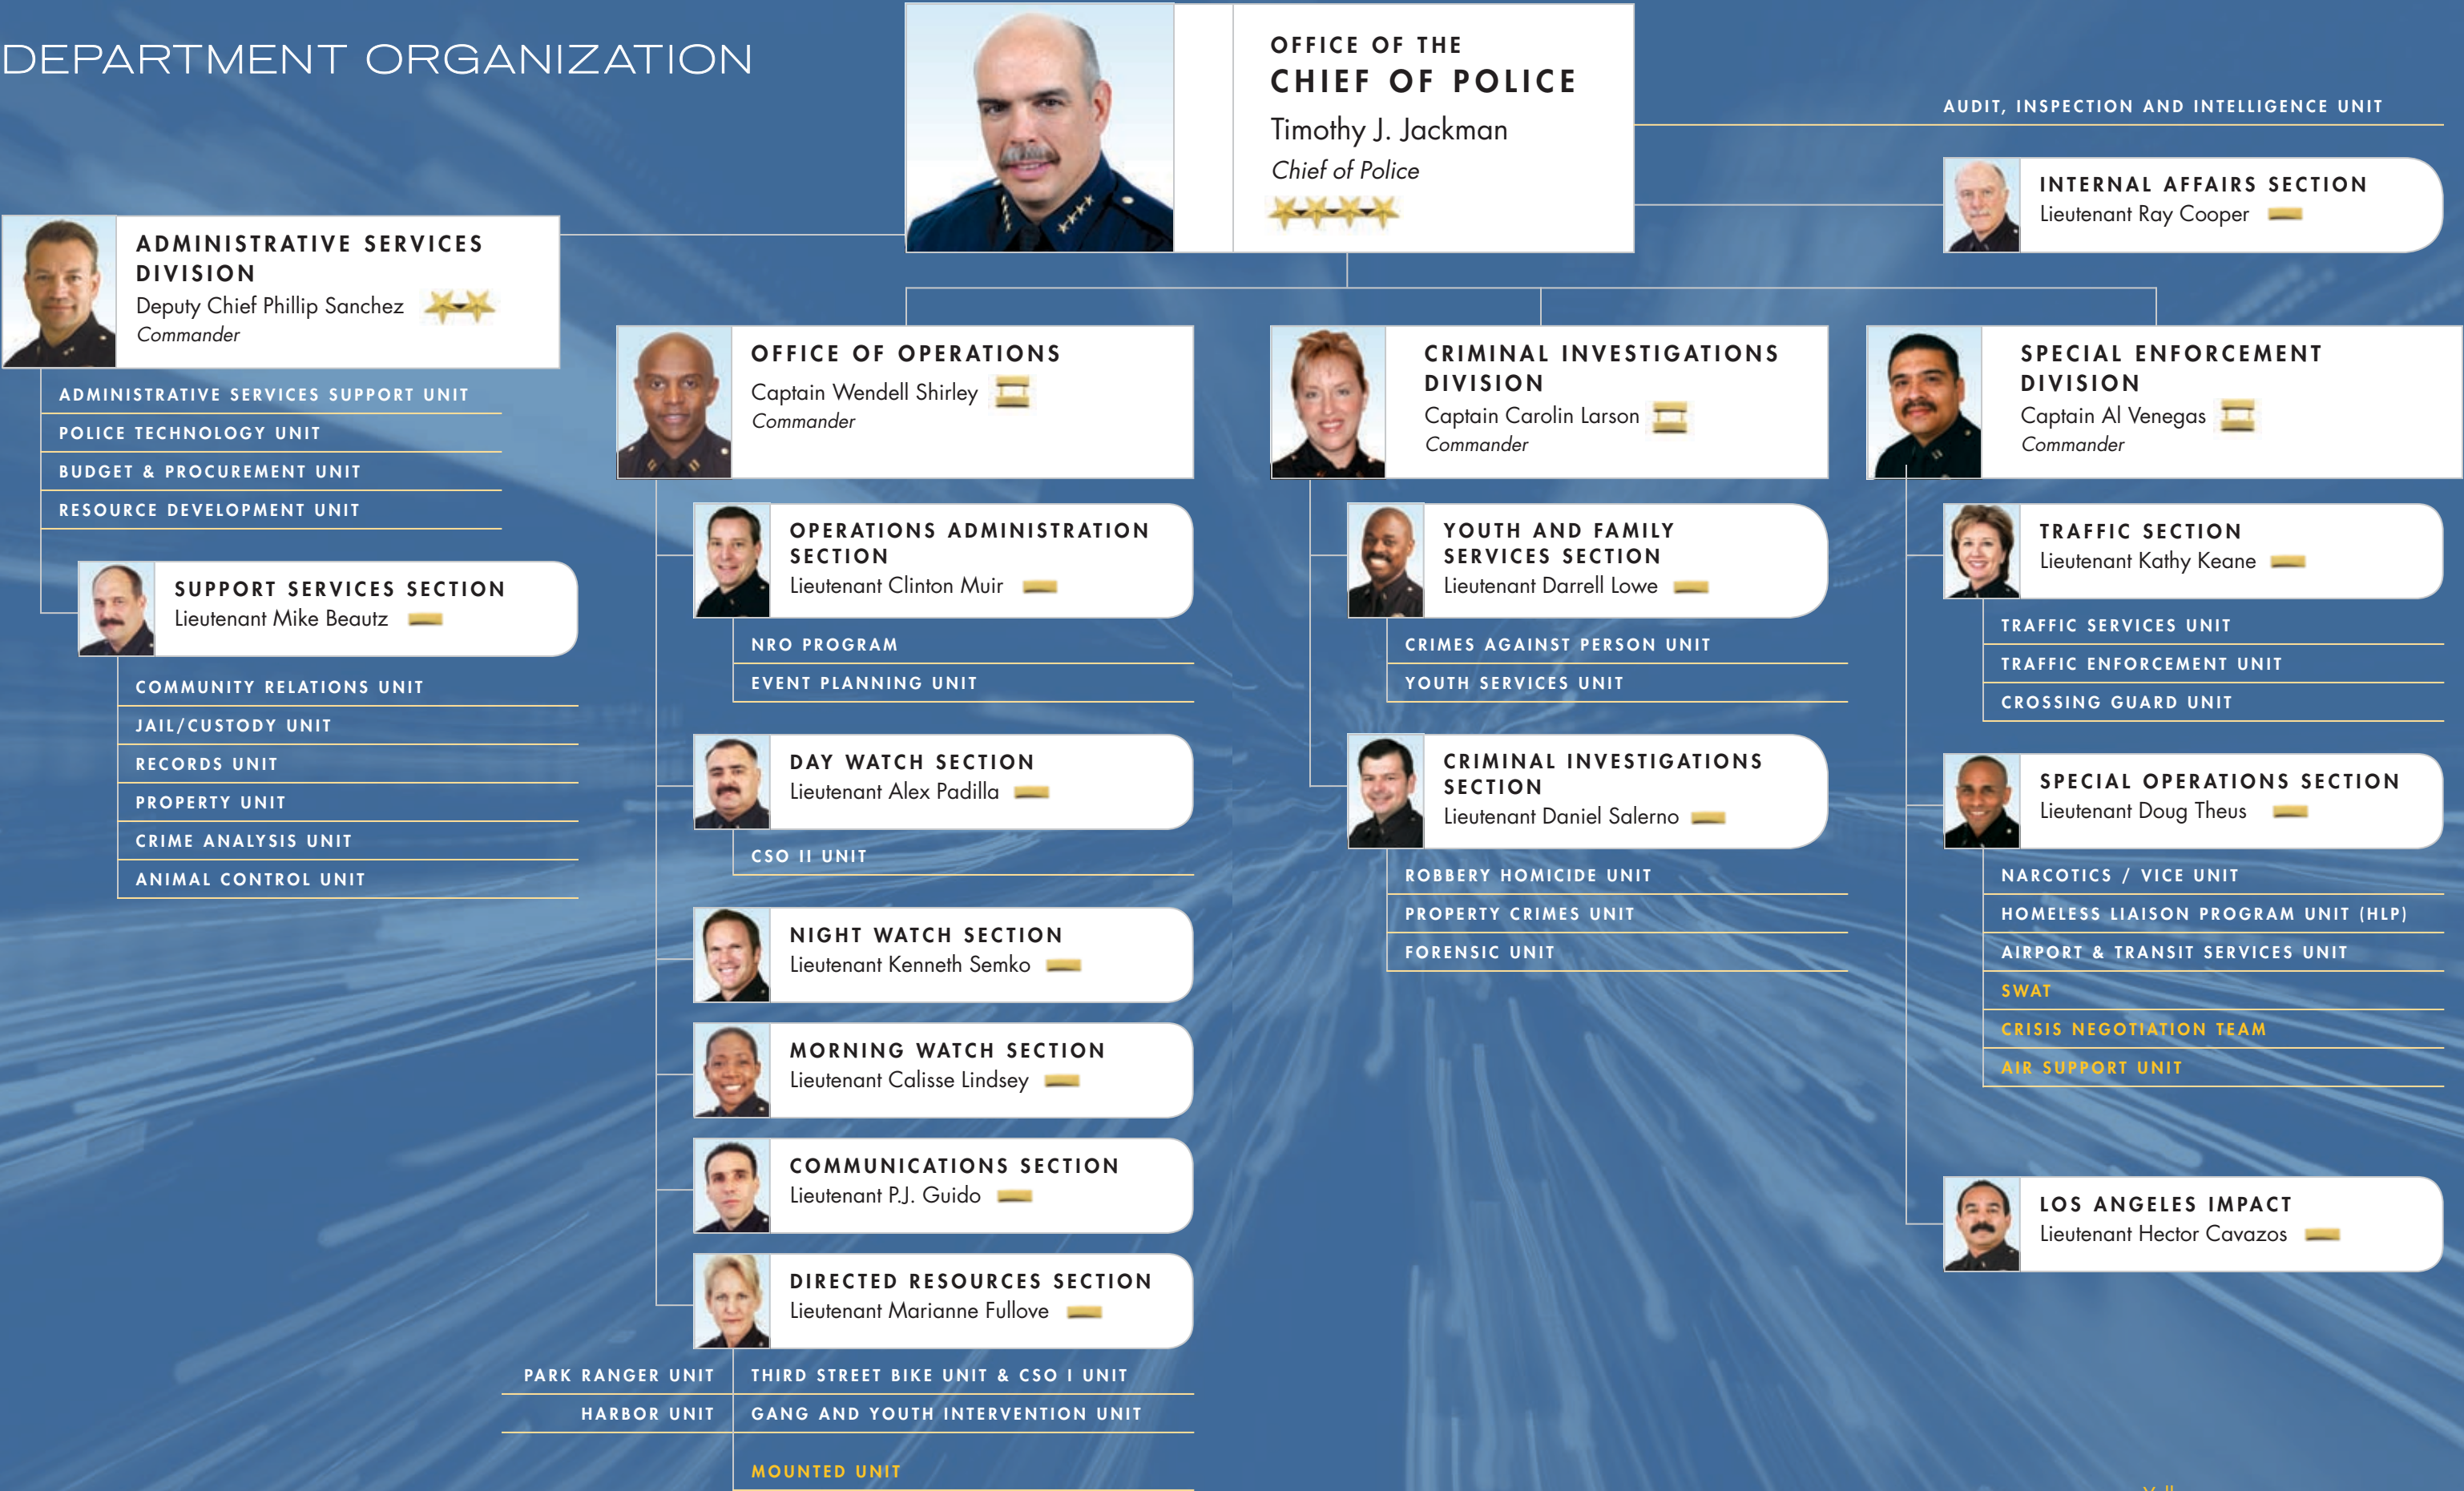 DEPARTMENT ORGANIZATION
OFFICE OF THE
CHIEF OF POLICE
Timothy J. Jackman
Chief of Police
AUDIT, INSPECTION AND INTELLIGENCE UNIT
INTERNAL AFFAIRS SECTION
Lieutenant Ray Cooper
ADMINISTRATIVE SERVICES
DIVISION
Deputy Chief Phillip Sanchez
Commander
ADMINISTRATIVE SERVICES SUPPORT UNIT
POLICE TECHNOLOGY UNIT
BUDGET & PROCUREMENT UNIT
RESOURCE DEVELOPMENT UNIT
SUPPORT SERVICES SECTION
Lieutenant Mike Beautz
COMMUNITY RELATIONS UNIT
JAIL/CUSTODY UNIT
RECORDS UNIT
PROPERTY UNIT
CRIME ANALYSIS UNIT
ANIMAL CONTROL UNIT
OFFICE OF OPERATIONS
Captain Wendell Shirley
Commander
OPERATIONS ADMINISTRATION
SECTION
Lieutenant Clinton Muir
NRO PROGRAM
EVENT PLANNING UNIT
DAY WATCH SECTION
Lieutenant Alex Padilla
CSO II UNIT
NIGHT WATCH SECTION
Lieutenant Kenneth Semko
MORNING WATCH SECTION
Lieutenant Calisse Lindsey
COMMUNICATIONS SECTION
Lieutenant P.J. Guido
DIRECTED RESOURCES SECTION
Lieutenant Marianne Fullove
PARK RANGER UNIT
HARBOR UNIT
THIRD STREET BIKE UNIT & CSO I UNIT
GANG AND YOUTH INTERVENTION UNIT
MOUNTED UNIT
CRIMINAL INVESTIGATIONS
DIVISION
Captain Carolin Larson
Commander
YOUTH AND FAMILY
SERVICES SECTION
Lieutenant Darrell Lowe
CRIMES AGAINST PERSON UNIT
YOUTH SERVICES UNIT
CRIMINAL INVESTIGATIONS
SECTION
Lieutenant Daniel Salerno
ROBBERY HOMICIDE UNIT
PROPERTY CRIMES UNIT
FORENSIC UNIT
SPECIAL ENFORCEMENT
DIVISION
Captain Al Venegas
Commander
TRAFFIC SECTION
Lieutenant Kathy Keane
TRAFFIC SERVICES UNIT
TRAFFIC ENFORCEMENT UNIT
CROSSING GUARD UNIT
SPECIAL OPERATIONS SECTION
Lieutenant Doug Theus
NARCOTICS / VICE UNIT
HOMELESS LIAISON PROGRAM UNIT (HLP)
AIRPORT & TRANSIT SERVICES UNIT
SWAT
CRISIS NEGOTIATION TEAM
AIR SUPPORT UNIT
LOS ANGELES IMPACT
Lieutenant Hector Cavazos